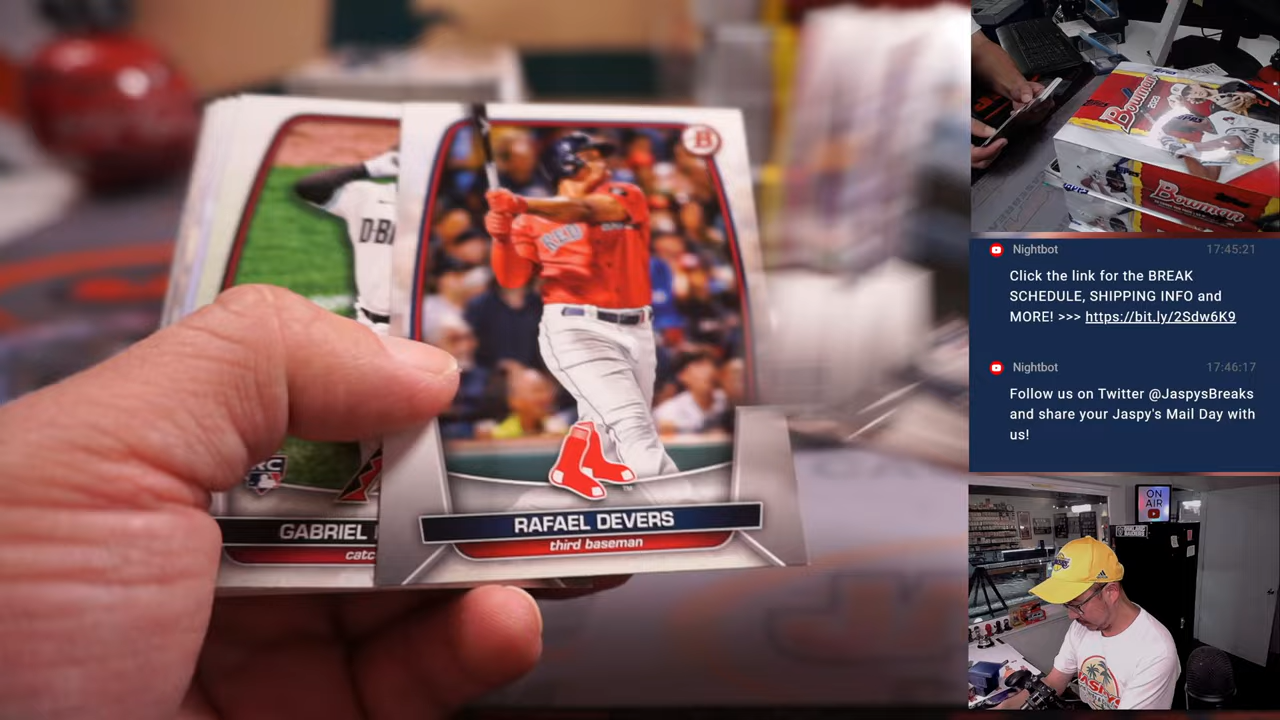 B
D-B
RC
GABRIEL
catc
RAFAEL DEVERS
third baseman
Bowman
2023
Bowman
Nightbot 17:45:21
Click the link for the BREAK
SCHEDULE, SHIPPING INFO and
MORE! >>> https://bit.ly/2Sdw6K9
Nightbot 17:46:17
Follow us on Twitter @JaspysBreaks
and share your Jaspy's Mail Day with
us!
ON
AIR